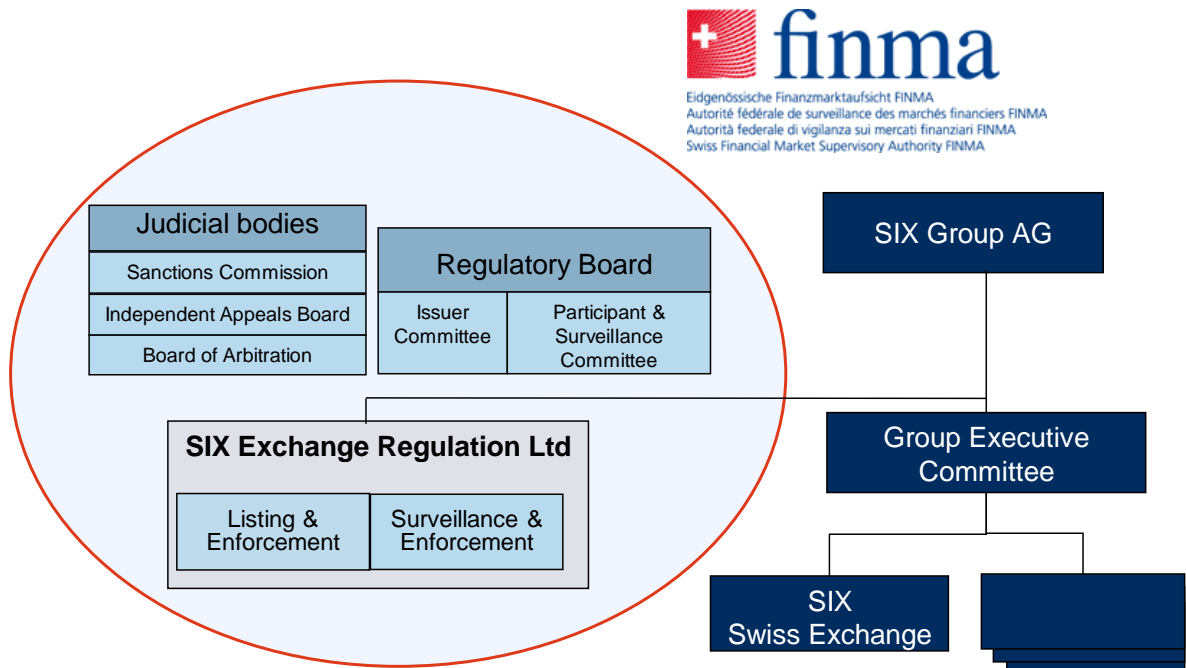 finma
Eidgenössische Finanzmarktaufsicht FINMA
Autorité fédérale de surveillance des marchés financiers FINMA
Autorità federale di vigilanza sui mercati finanziari FINMA
Swiss Financial Market Supervisory Authority FINMA
Judicial bodies
Sanctions Commission
Independent Appeals Board
Board of Arbitration
Regulatory Board
Issuer
Committee
Participant &
Surveillance
Committee
SIX Group AG
SIX Exchange Regulation Ltd
Listing &
Enforcement
Surveillance &
Enforcement
Group Executive
Committee
SIX
Swiss Exchange